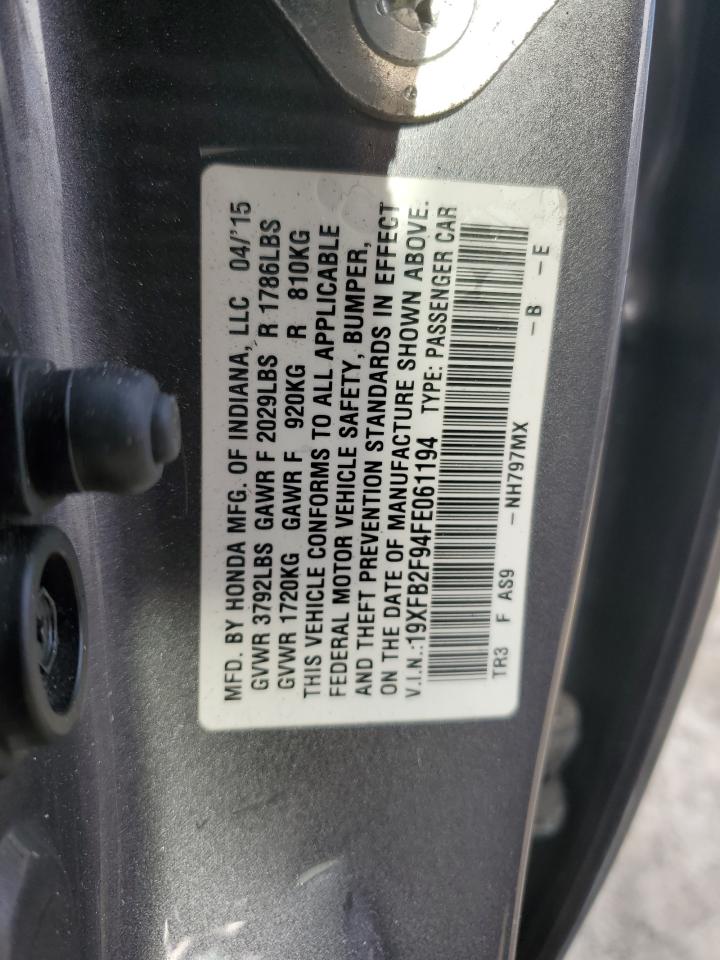 MFD. BY HONDA MFG. OF INDIANA, LLC 04/'15
GVWR 3792LBS GAWR F 2029LBS R 1786LBS
GVWR 1720KG GAWR F 920KG R 810KG
THIS VEHICLE CONFORMS TO ALL APPLICABLE
FEDERAL MOTOR VEHICLE SAFETY, BUMPER,
AND THEFT PREVENTION STANDARDS IN EFFECT
ON THE DATE OF MANUFACTURE SHOWN ABOVE.
V.I.N.:19XFB2F94FE061194 TYPE: PASSENGER CAR
TR3 F AS9 -NH797MX -B -E